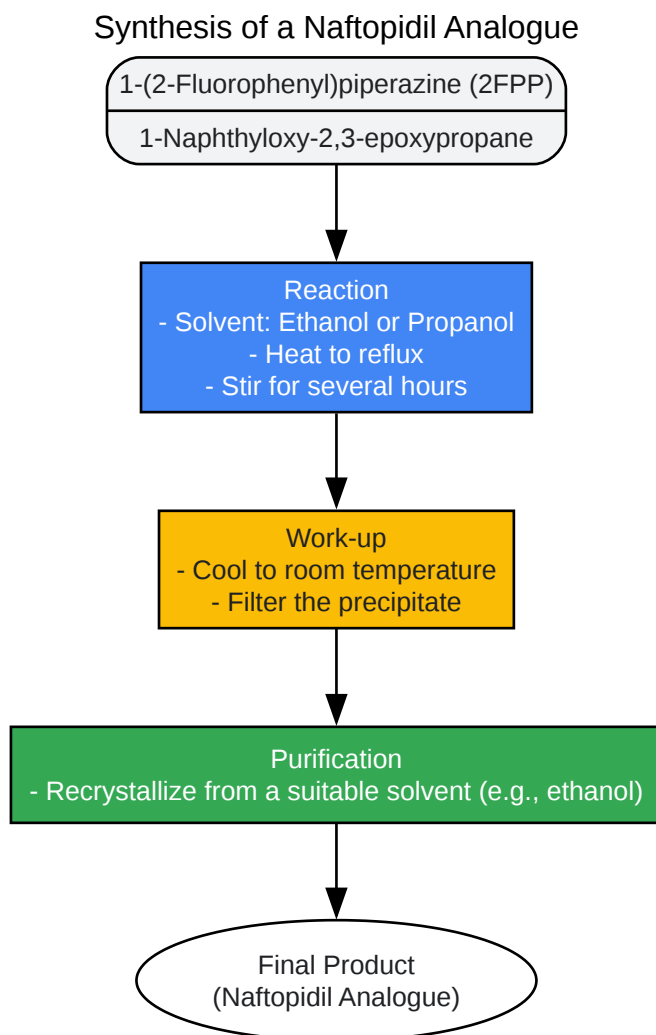 Synthesis of a Naftopidil Analogue
1-(2-Fluorophenyl)piperazine (2FPP)
1-Naphthyloxy-2,3-epoxypropane
Reaction
- Solvent: Ethanol or Propanol
- Heat to reflux
- Stir for several hours
Work-up
- Cool to room temperature
- Filter the precipitate
Purification
- Recrystallize from a suitable solvent (e.g., ethanol)
Final Product
(Naftopidil Analogue)